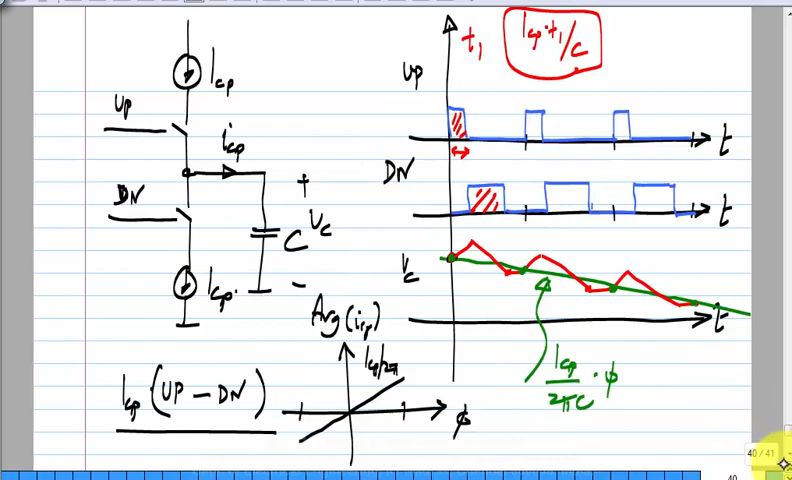 Icp
UP
icp
DN
+
Vc
C
Icp
-
Icp (UP - DN)
Avg(icp)
Icp/2π
ϕ
t1
Icp·t1/C
UP
t
DN
t
Vc
t
Icp/2πC · ϕ
40/41
40